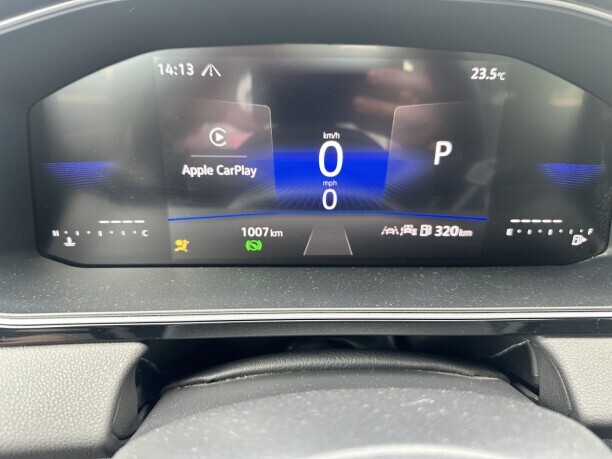 14:13
23.5°C
km/h
0
mph
0
Apple CarPlay
P
1007 km
320 km
C
E F